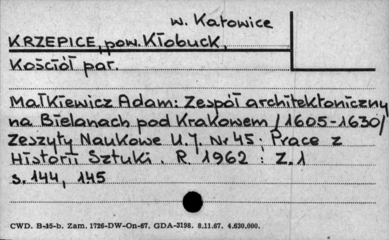 w. Katowice
KRZEPICE, pow. Kłobuck,
Kościół par.
Małkiewicz Adam: Zespół architektoniczny
na Bielanach pod Krakowem /1605-1630/
Zeszyty Naukowe U.J. Nr 45; Prace z
Historii Sztuki. R. 1962 : Z.1
s. 144, 145
CWD. B-35-b. Zam. 1726-DW-On-67. GDA-3198. 8.11.67. 4.630.000.